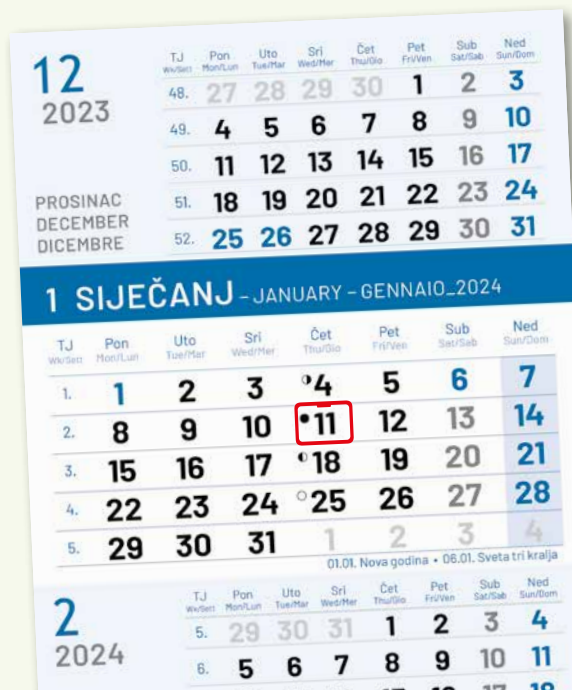 12
2023
PROSINAC
DECEMBER
DICEMBRE
TJ Pon Uto Sri Čet Pet Sub Ned
Wk/Sett Mon/Lun Tue/Mar Wed/Mer Thu/Gio Fri/Ven Sat/Sab Sun/Dom
48. 27 28 29 30 1 2 3
49. 4 5 6 7 8 9 10
50. 11 12 13 14 15 16 17
51. 18 19 20 21 22 23 24
52. 25 26 27 28 29 30 31
1 SIJEČANJ – JANUARY – GENNAIO_2024
TJ Pon Uto Sri Čet Pet Sub Ned
Wk/Sett Mon/Lun Tue/Mar Wed/Mer Thu/Gio Fri/Ven Sat/Sab Sun/Dom
1. 1 2 3 4 5 6 7
2. 8 9 10 11 12 13 14
3. 15 16 17 18 19 20 21
4. 22 23 24 25 26 27 28
5. 29 30 31 1 2 3 4
01.01. Nova godina • 06.01. Sveta tri kralja
2
2024
TJ Pon Uto Sri Čet Pet Sub Ned
Wk/Sett Mon/Lun Tue/Mar Wed/Mer Thu/Gio Fri/Ven Sat/Sab Sun/Dom
5. 29 30 31 1 2 3 4
6. 5 6 7 8 9 10 11